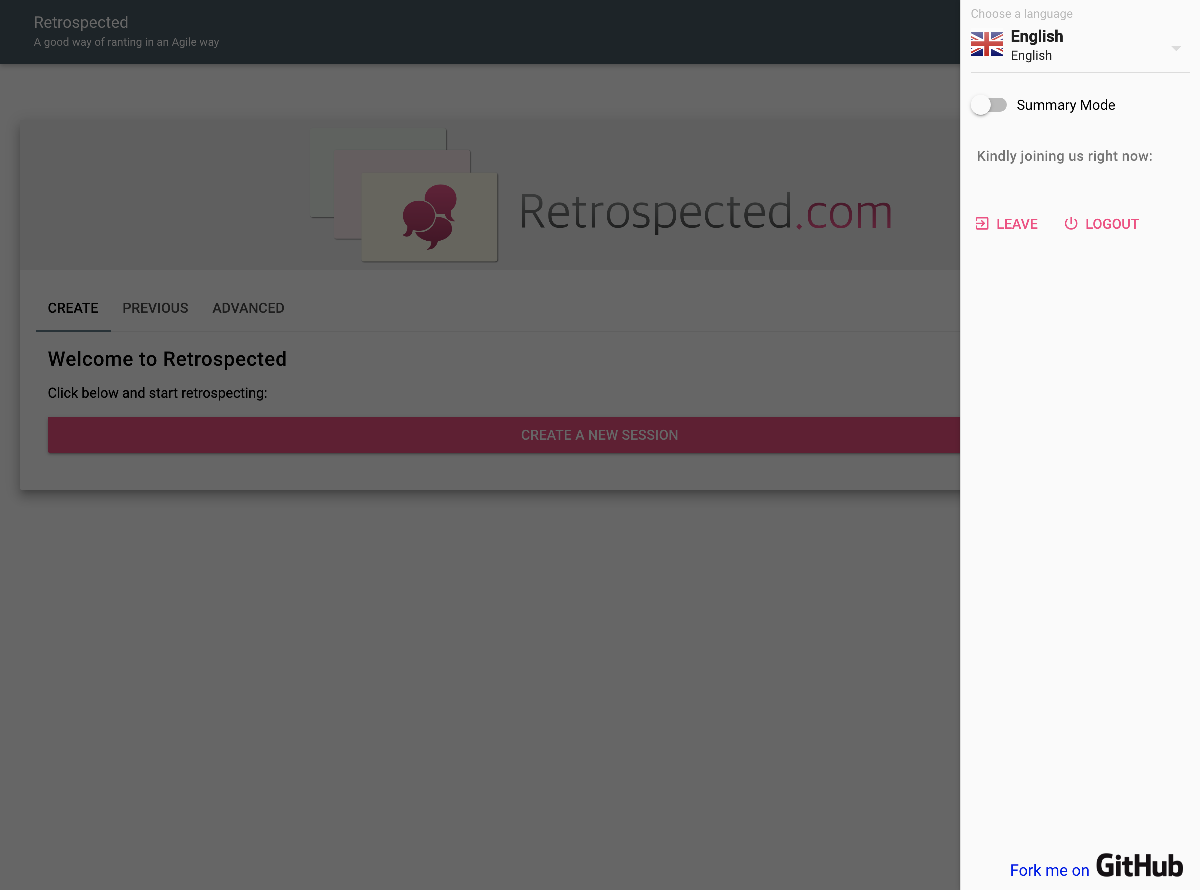 Retrospected
A good way of ranting in an Agile way
Choose a language
English
English
Summary Mode
Kindly joining us right now:
LEAVE LOGOUT
Retrospected.com
CREATE PREVIOUS ADVANCED
Welcome to Retrospected
Click below and start retrospecting:
CREATE A NEW SESSION
Fork me on GitHub